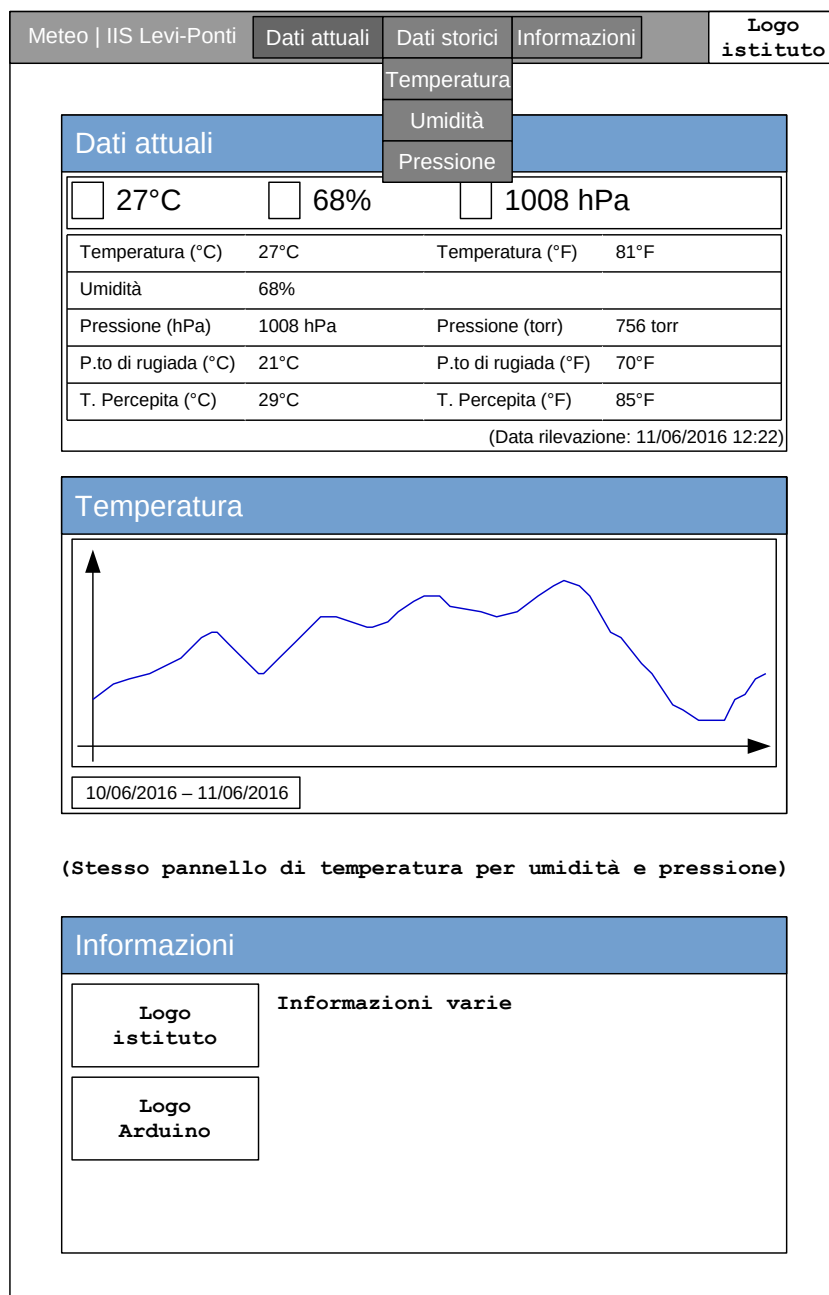 Meteo | IIS Levi-Ponti Dati attuali Dati storici Informazioni Logo
istituto
Temperatura
Umidità
Pressione
Dati attuali
27°C 68% 1008 hPa
Temperatura (°C) 27°C Temperatura (°F) 81°F
Umidità 68%
Pressione (hPa) 1008 hPa Pressione (torr) 756 torr
P.to di rugiada (°C) 21°C P.to di rugiada (°F) 70°F
T. Percepita (°C) 29°C T. Percepita (°F) 85°F
(Data rilevazione: 11/06/2016 12:22)
Temperatura
10/06/2016 – 11/06/2016
(Stesso pannello di temperatura per umidità e pressione)
Informazioni
Logo
istituto
Informazioni varie
Logo
Arduino